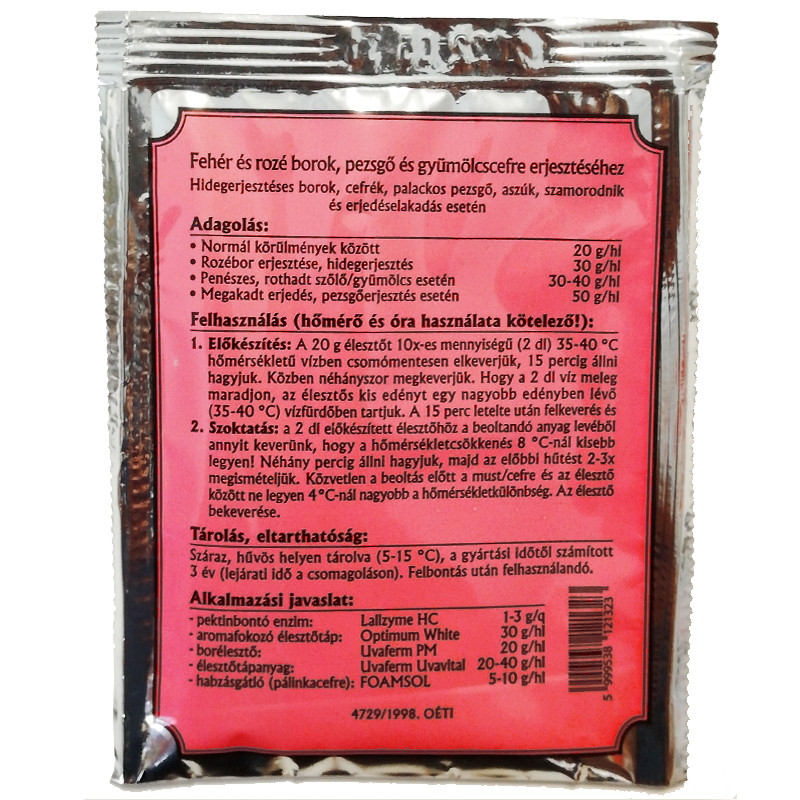 Fehér és rozé borok, pezsgő és gyümölcscefre erjesztéséhez
Hidegerjesztéses borok, cefrék, palackos pezsgő, aszúk, szamorodnik
és erjedéselakadás esetén
Adagolás:
• Normál körülmények között 20 g/hl
• Rozébor erjesztése, hidegerjesztés 30 g/hl
• Penészes, rothadt szőlő/gyümölcs esetén 30-40 g/hl
• Megakadt erjedés, pezsgőerjesztés esetén 50 g/hl
Felhasználás (hőmérő és óra használata kötelező!):
1. Előkészítés: A 20 g élesztőt 10x-es mennyiségű (2 dl) 35-40 °C
hőmérsékletű vízben csomómentesen elkeverjük, 15 percig állni
hagyjuk. Közben néhányszor megkeverjük. Hogy a 2 dl víz meleg
maradjon, az élesztős kis edényt egy nagyobb edényben lévő
(35-40 °C) vízfürdőben tartjuk. A 15 perc letelte után felkeverés és
2. Szoktatás: a 2 dl előkészített élesztőhöz a beoltandó anyag levéből
annyit keverünk, hogy a hőmérsékletcsökkenés 8 °C-nál kisebb
legyen! Néhány percig állni hagyjuk, majd az előbbi hűtést 2-3x
megismételjük. Közvetlen a beoltás előtt a must/cefre és az élesztő
között ne legyen 4°C-nál nagyobb a hőmérsékletkülönbség. Az élesztő
bekeverése.
Tárolás, eltarthatóság:
Száraz, hűvös helyen tárolva (5-15 °C), a gyártási időtől számított
3 év (lejárati idő a csomagoláson). Felbontás után felhasználandó.
Alkalmazási javaslat:
- pektinbontó enzim: Lallzyme HC 1-3 g/q
- aromafokozó élesztőtáp: Optimum White 30 g/hl
- borélesztő: Uvaferm PM 20 g/hl
- élesztőtápanyag: Uvaferm Uvavital 20-40 g/hl
- habzásgátló (pálinkacefre): FOAMSOL 5-10 g/hl
5 999538 121323
4729/1998. OÉTI